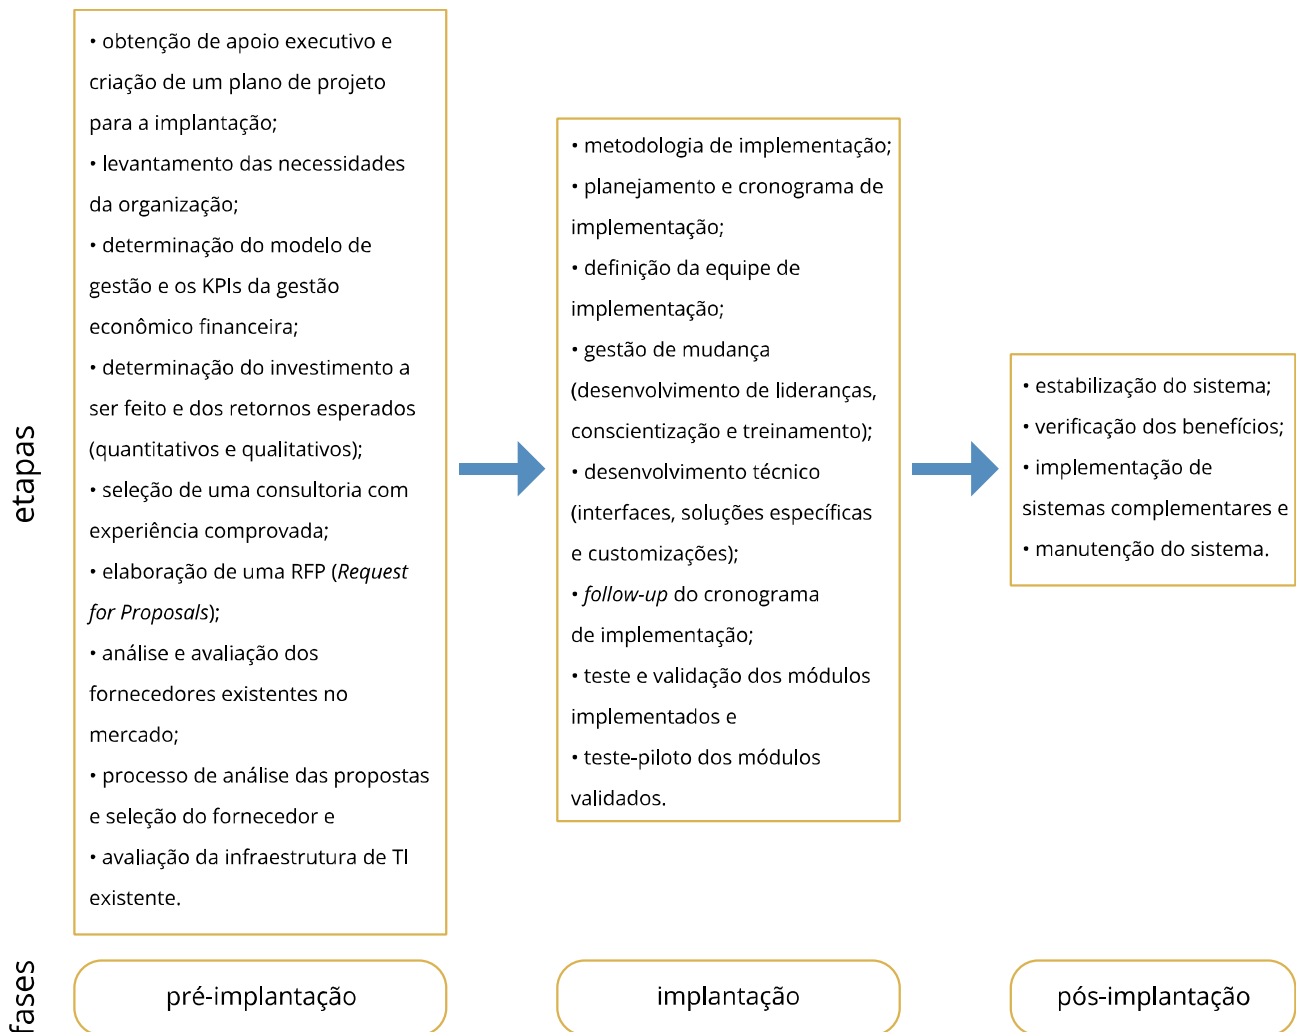 etapas
• obtenção de apoio executivo e
criação de um plano de projeto
para a implantação;
• levantamento das necessidades
da organização;
• determinação do modelo de
gestão e os KPIs da gestão
econômico financeira;
• determinação do investimento a
ser feito e dos retornos esperados
(quantitativos e qualitativos);
• seleção de uma consultoria com
experiência comprovada;
• elaboração de uma RFP (Request
for Proposals);
• análise e avaliação dos
fornecedores existentes no
mercado;
• processo de análise das propostas
e seleção do fornecedor e
• avaliação da infraestrutura de TI
existente.
• metodologia de implementação;
• planejamento e cronograma de
implementação;
• definição da equipe de
implementação;
• gestão de mudança
(desenvolvimento de lideranças,
conscientização e treinamento);
• desenvolvimento técnico
(interfaces, soluções específicas
e customizações);
• follow-up do cronograma
de implementação;
• teste e validação dos módulos
implementados e
• teste-piloto dos módulos
validados.
• estabilização do sistema;
• verificação dos benefícios;
• implementação de
sistemas complementares e
• manutenção do sistema.
fases
pré-implantação
implantação
pós-implantação